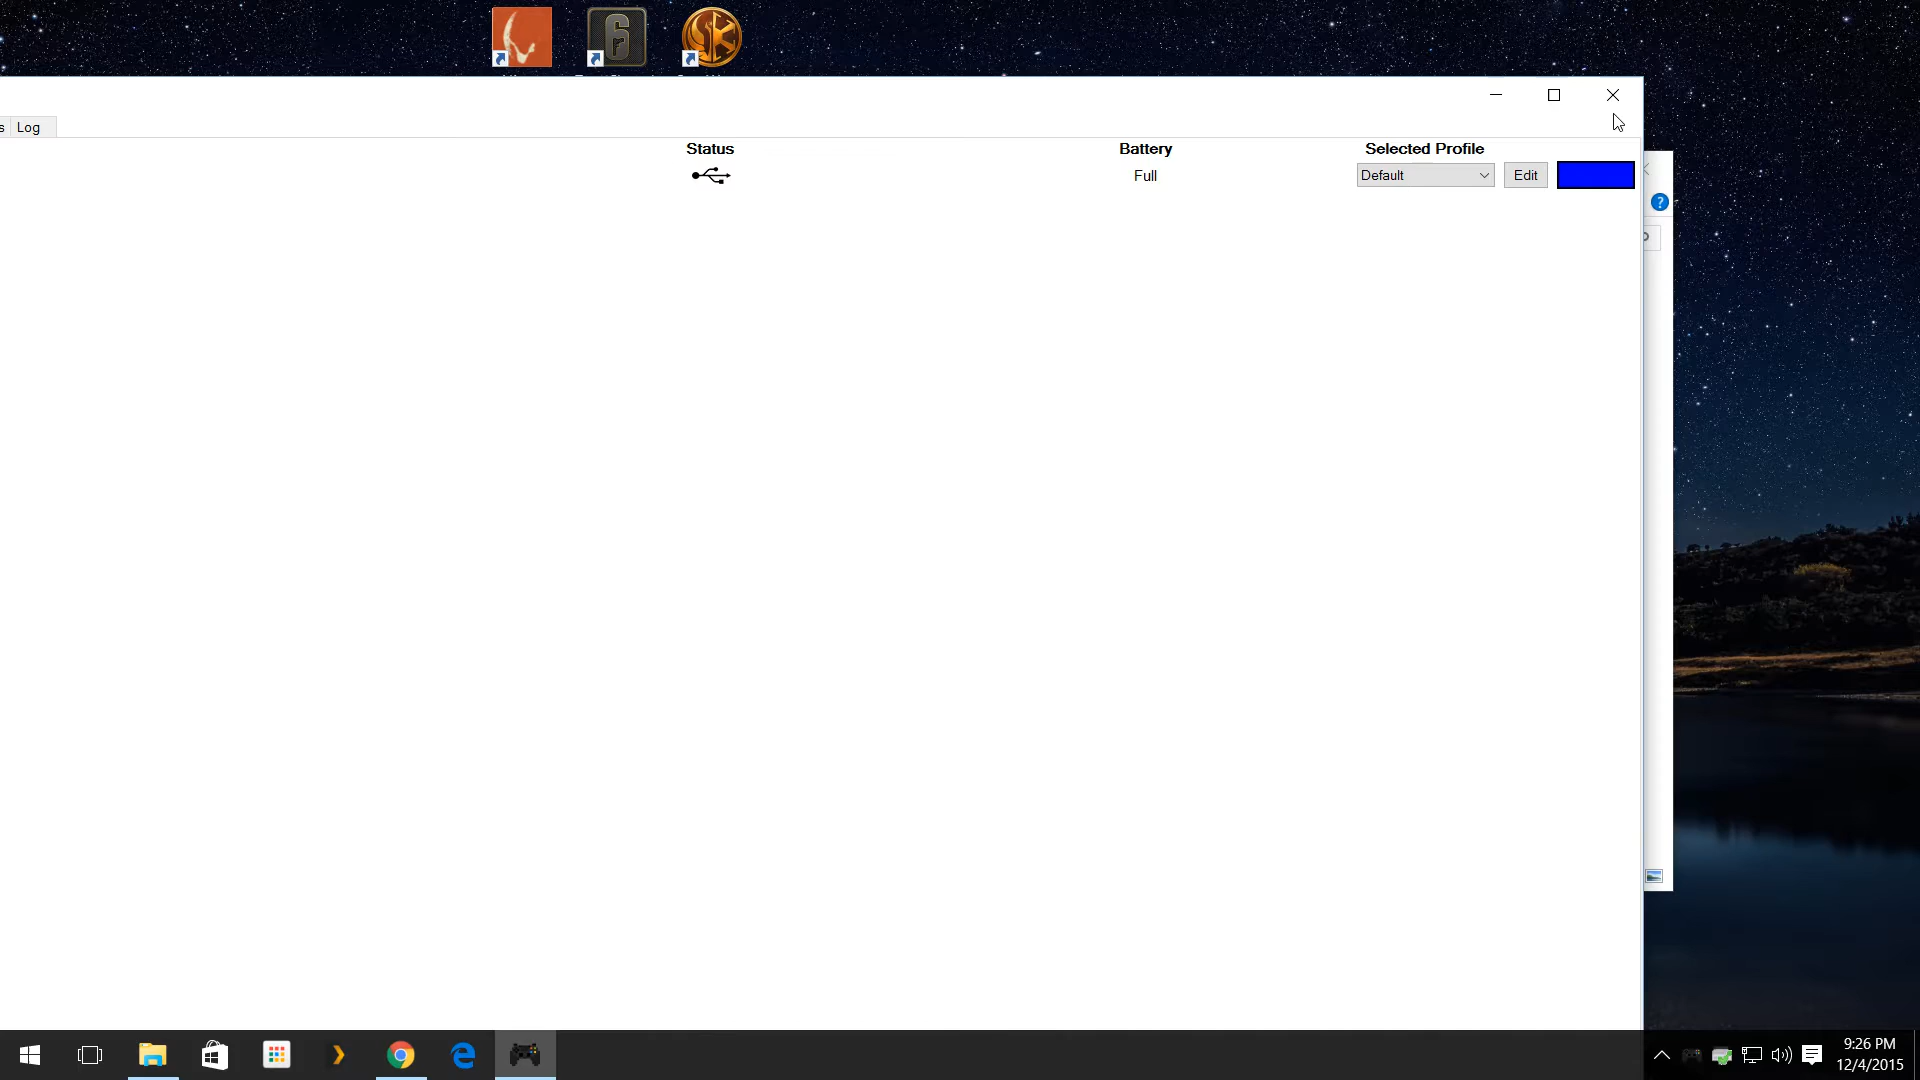 s Log
Status Battery Selected Profile
Full Default Edit
?
9:26 PM
12/4/2015